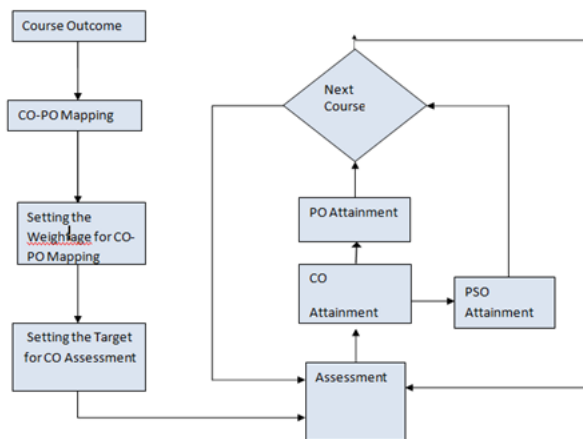 Course Outcome
CO-PO Mapping
Setting the
Weightage for CO-
PO Mapping
Setting the Target
for CO Assessment
Next
Course
PO Attainment
CO
Attainment
PSO
Attainment
Assessment